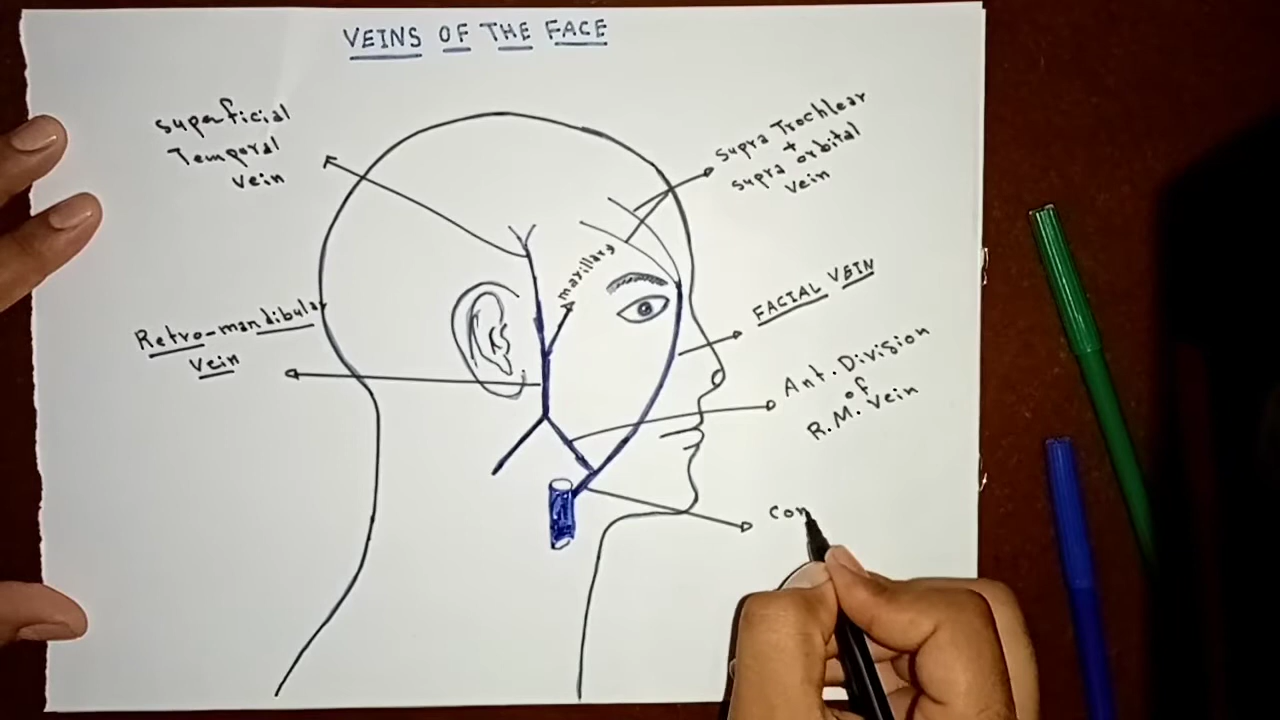 VEINS OF THE FACE
Superficial
Temporal
Vein
Supra Trochlear
+
supra orbital
vein
maxillary
FACIAL VEIN
Retro-mandibular
Vein
Ant. Division
of
R.M. Vein
Con